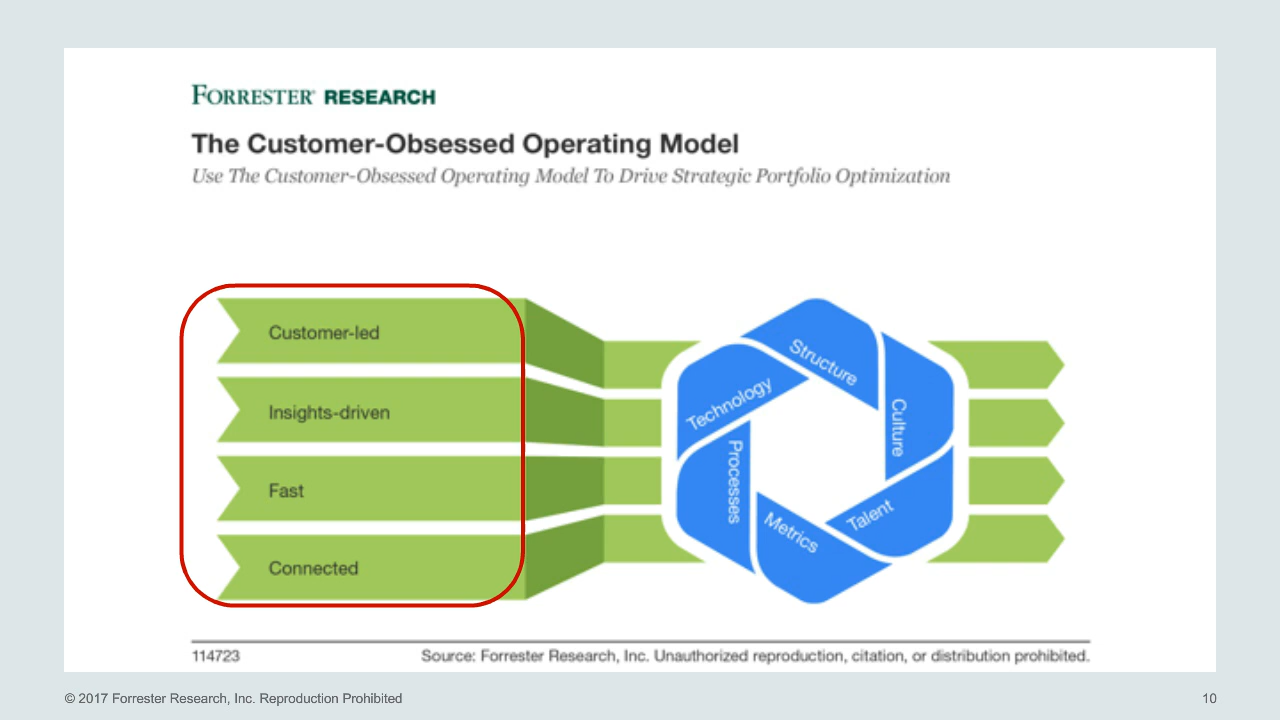 FORRESTER® RESEARCH
The Customer-Obsessed Operating Model
Use The Customer-Obsessed Operating Model To Drive Strategic Portfolio Optimization
Customer-led
Insights-driven
Fast
Connected
Structure
Culture
Talent
Metrics
Processes
Technology
114723
Source: Forrester Research, Inc. Unauthorized reproduction, citation, or distribution prohibited.
© 2017 Forrester Research, Inc. Reproduction Prohibited
10